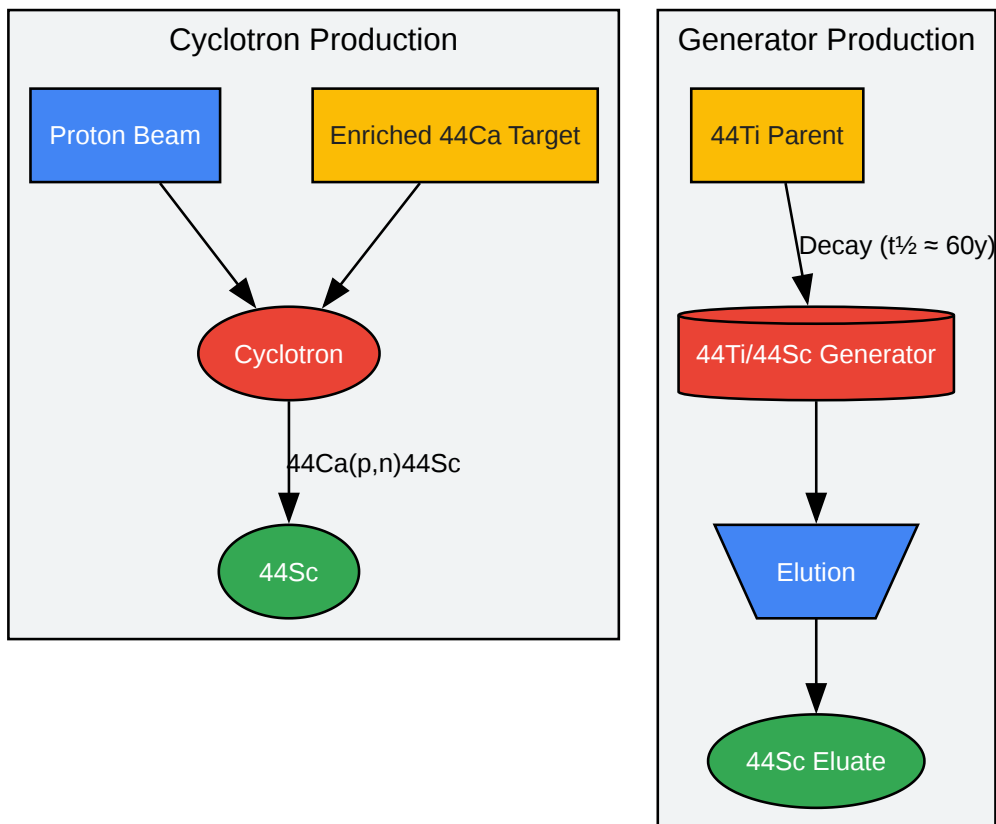 Cyclotron Production
Proton Beam
Enriched 44Ca Target
Cyclotron
44Ca(p,n)44Sc
44Sc
Generator Production
44Ti Parent
Decay (t½ ≈ 60y)
44Ti/44Sc Generator
Elution
44Sc Eluate